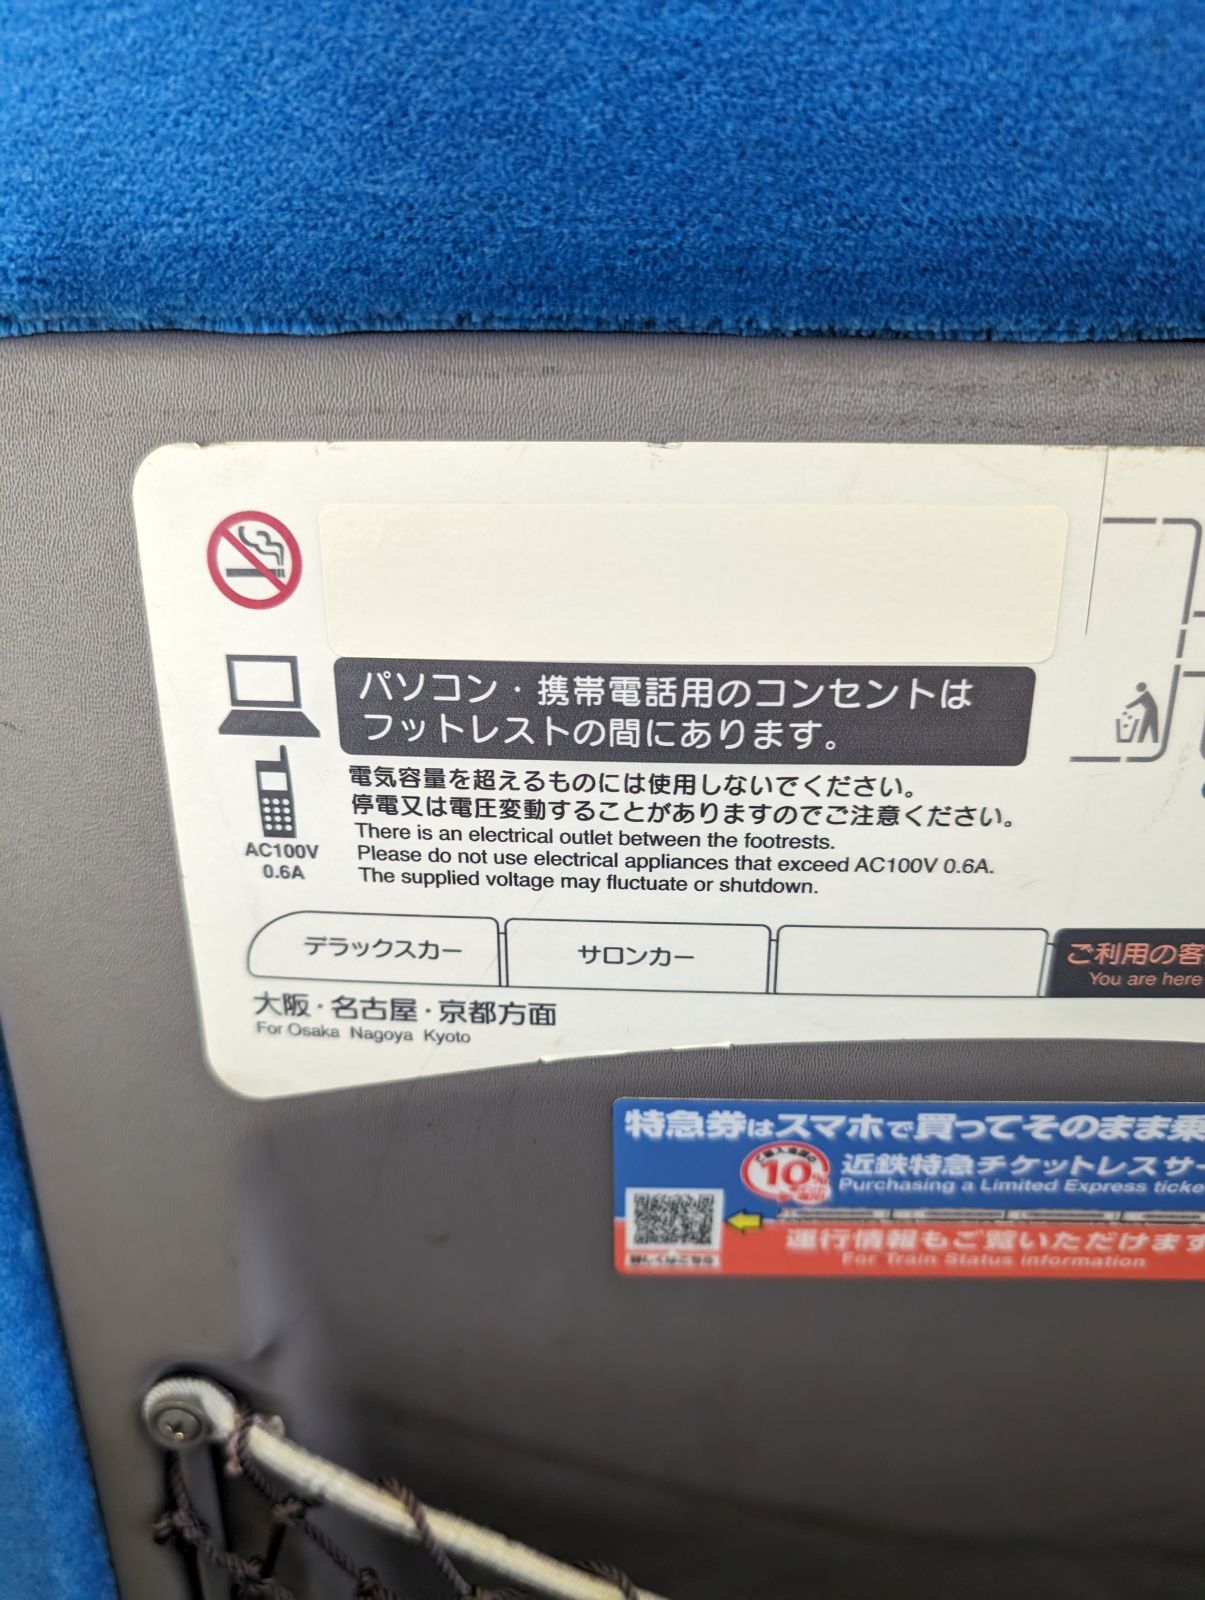 パソコン・携帯電話用のコンセントは
フットレストの間にあります。
電気容量を超えるものには使用しないでください。
停電又は電圧変動することがありますのでご注意ください。
There is an electrical outlet between the footrests.
Please do not use electrical appliances that exceed AC100V 0.6A.
The supplied voltage may fluctuate or shutdown.
AC100V
0.6A
デラックスカー
サロンカー
ご利用の客
You are here
大阪・名古屋・京都方面
For Osaka Nagoya Kyoto
特急券はスマホで買ってそのまま乗
10%
近鉄特急チケットレスサー
Purchasing a Limited Express ticke
運行情報もご覧いただけます
For Train Status information